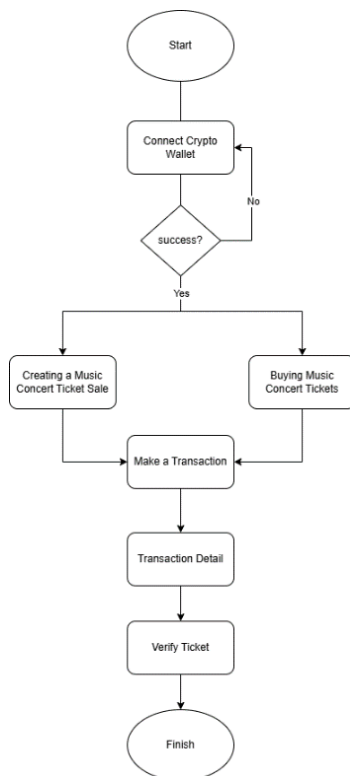 Start
Connect Crypto
Wallet
No
success?
Yes
Creating a Music
Concert Ticket Sale
Buying Music
Concert Tickets
Make a Transaction
Transaction Detail
Verify Ticket
Finish